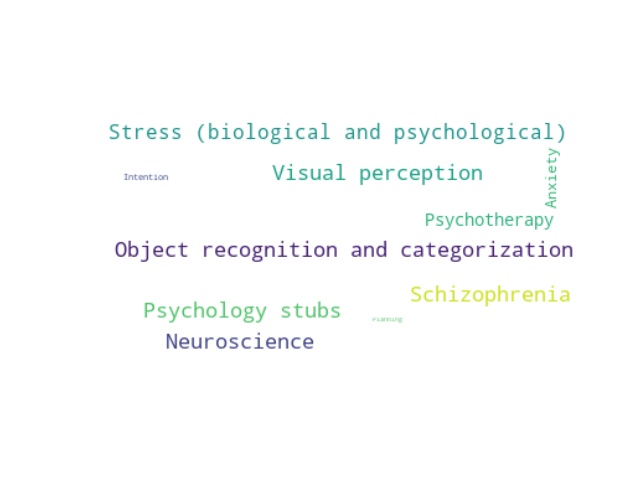 Stress (biological and psychological)
Intention
Visual perception
Anxiety
Psychotherapy
Object recognition and categorization
Schizophrenia
Psychology stubs
Planning
Neuroscience